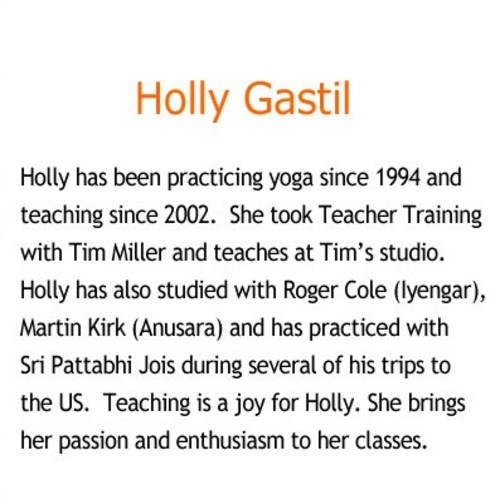 Holly Gastil
Holly has been practicing yoga since 1994 and
teaching since 2002.  She took Teacher Training
with Tim Miller and teaches at Tim's studio.
Holly has also studied with Roger Cole (Iyengar),
Martin Kirk (Anusara) and has practiced with
Sri Pattabhi Jois during several of his trips to
the US.  Teaching is a joy for Holly. She brings
her passion and enthusiasm to her classes.